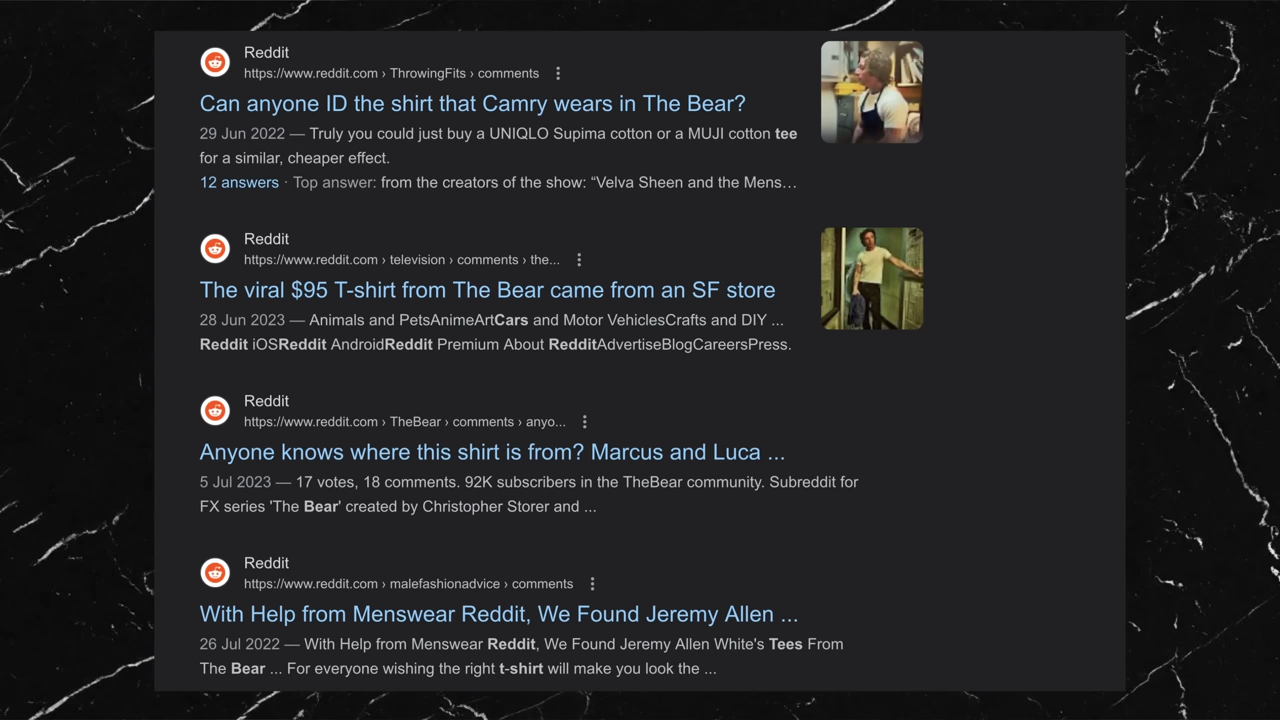 Reddit
https://www.reddit.com › ThrowingFits › comments
Can anyone ID the shirt that Camry wears in The Bear?
29 Jun 2022 — Truly you could just buy a UNIQLO Supima cotton or a MUJI cotton tee
for a similar, cheaper effect.
12 answers · Top answer: from the creators of the show: “Velva Sheen and the Mens…
Reddit
https://www.reddit.com › television › comments › the...
The viral $95 T-shirt from The Bear came from an SF store
28 Jun 2023 — Animals and PetsAnimeArtCars and Motor VehiclesCrafts and DIY ...
Reddit iOSReddit AndroidReddit Premium About RedditAdvertiseBlogCareersPress.
Reddit
https://www.reddit.com › TheBear › comments › anyo...
Anyone knows where this shirt is from? Marcus and Luca ...
5 Jul 2023 — 17 votes, 18 comments. 92K subscribers in the TheBear community. Subreddit for
FX series 'The Bear' created by Christopher Storer and ...
Reddit
https://www.reddit.com › malefashionadvice › comments
With Help from Menswear Reddit, We Found Jeremy Allen ...
26 Jul 2022 — With Help from Menswear Reddit, We Found Jeremy Allen White's Tees From
The Bear ... For everyone wishing the right t-shirt will make you look the ...